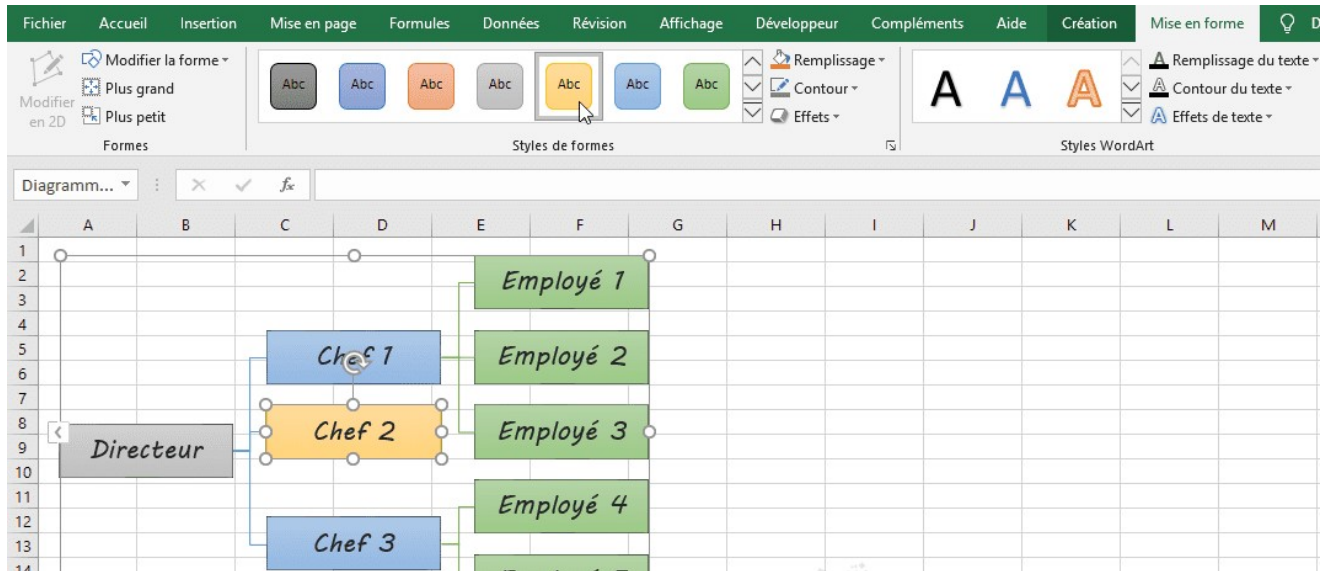 Fichier Accueil Insertion Mise en page Formules Données Révision Affichage Développeur Compléments Aide Création Mise en forme
Modifier en 2D
Modifier la forme
Plus grand
Plus petit
Formes
Abc Abc Abc Abc Abc Abc Abc
Remplissage
Contour
Effets
Styles de formes
A A A
Remplissage du texte
Contour du texte
Effets de texte
Styles WordArt
Diagramm... fx
A B C D E F G H I J K L M
1
2
3
4
5
6
7
8
9
10
11
12
13
14
Employé 1
Chef 1
Employé 2
Chef 2
Employé 3
Directeur
Employé 4
Chef 3